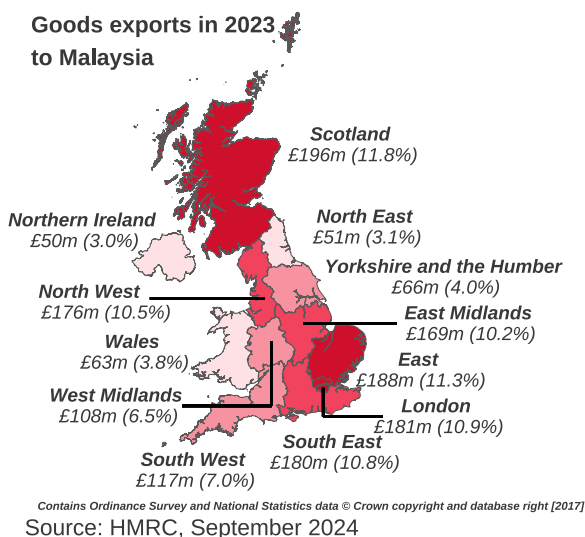 Goods exports in 2023
to Malaysia
Scotland
£196m (11.8%)
Northern Ireland
£50m (3.0%)
North East
£51m (3.1%)
Yorkshire and the Humber
£66m (4.0%)
North West
£176m (10.5%)
East Midlands
£169m (10.2%)
Wales
£63m (3.8%)
East
£188m (11.3%)
West Midlands
£108m (6.5%)
London
£181m (10.9%)
South East
£180m (10.8%)
South West
£117m (7.0%)
Contains Ordinance Survey and National Statistics data © Crown copyright and database right [2017]
Source: HMRC, September 2024